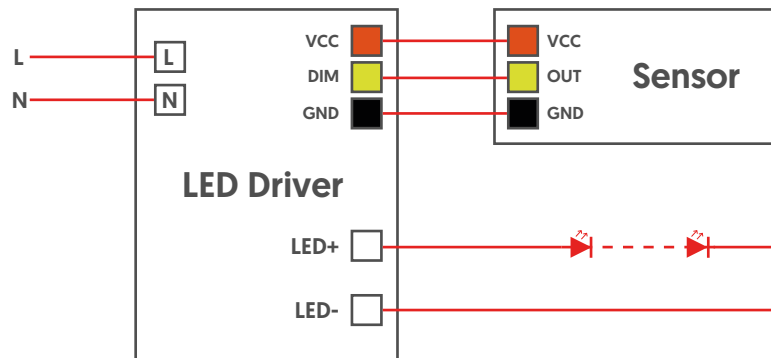 L
N
L
N
VCC
DIM
GND
LED Driver
LED+
LED-
VCC
OUT
GND
Sensor